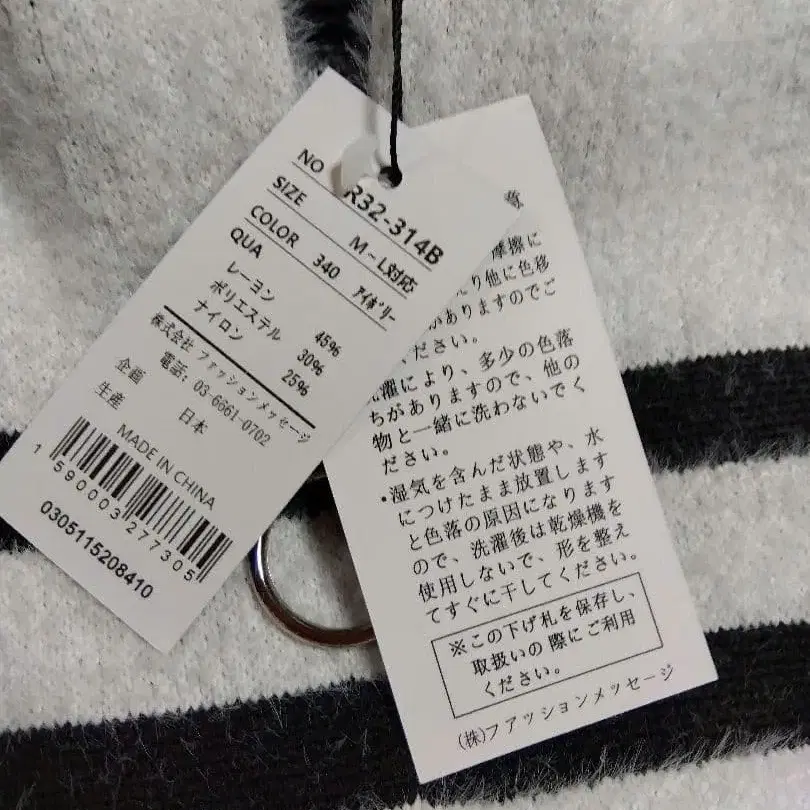 NO R32-314B
SIZE M-L対応
COLOR 340 アイボリー
QUA
レーヨン 45%
ポリエステル 30%
ナイロン 25%
株式会社 ファッションメッセージ
電話: 03-6661-0702
企画 日本
生産
MADE IN CHINA
1 590003 277305
0305115208410
摩擦に
り他に色移
がありますのでご
ください。
洗濯により、多少の色落
ちがありますので、他の
物と一緒に洗わないでく
ださい。
・湿気を含んだ状態や、水
につけたまま放置します
と色落の原因になります
ので、洗濯後は乾燥機を
使用しないで、形を整え
てすぐに干してください。
※この下げ札を保存し、
取扱いの際にご利用
ください。
(株)ファッションメッセージ